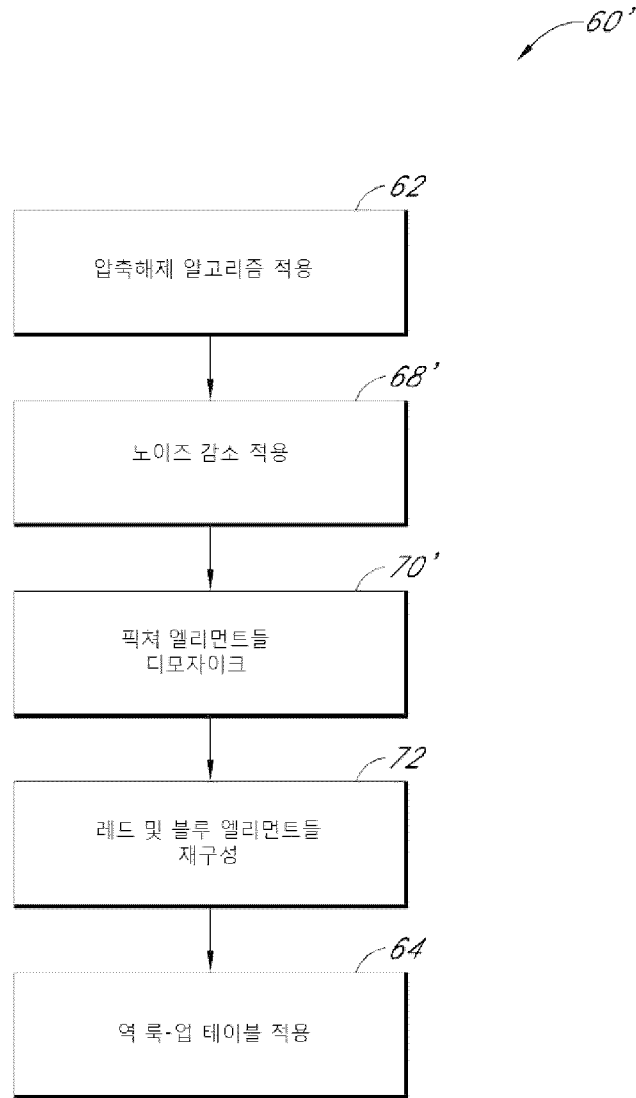 60’
62
압축해제 알고리즘 적용
68’
노이즈 감소 적용
70’
픽쳐 엘리먼트들
디모자이크
72
레드 및 블루 엘리먼트들
재구성
64
역 룩-업 테이블 적용